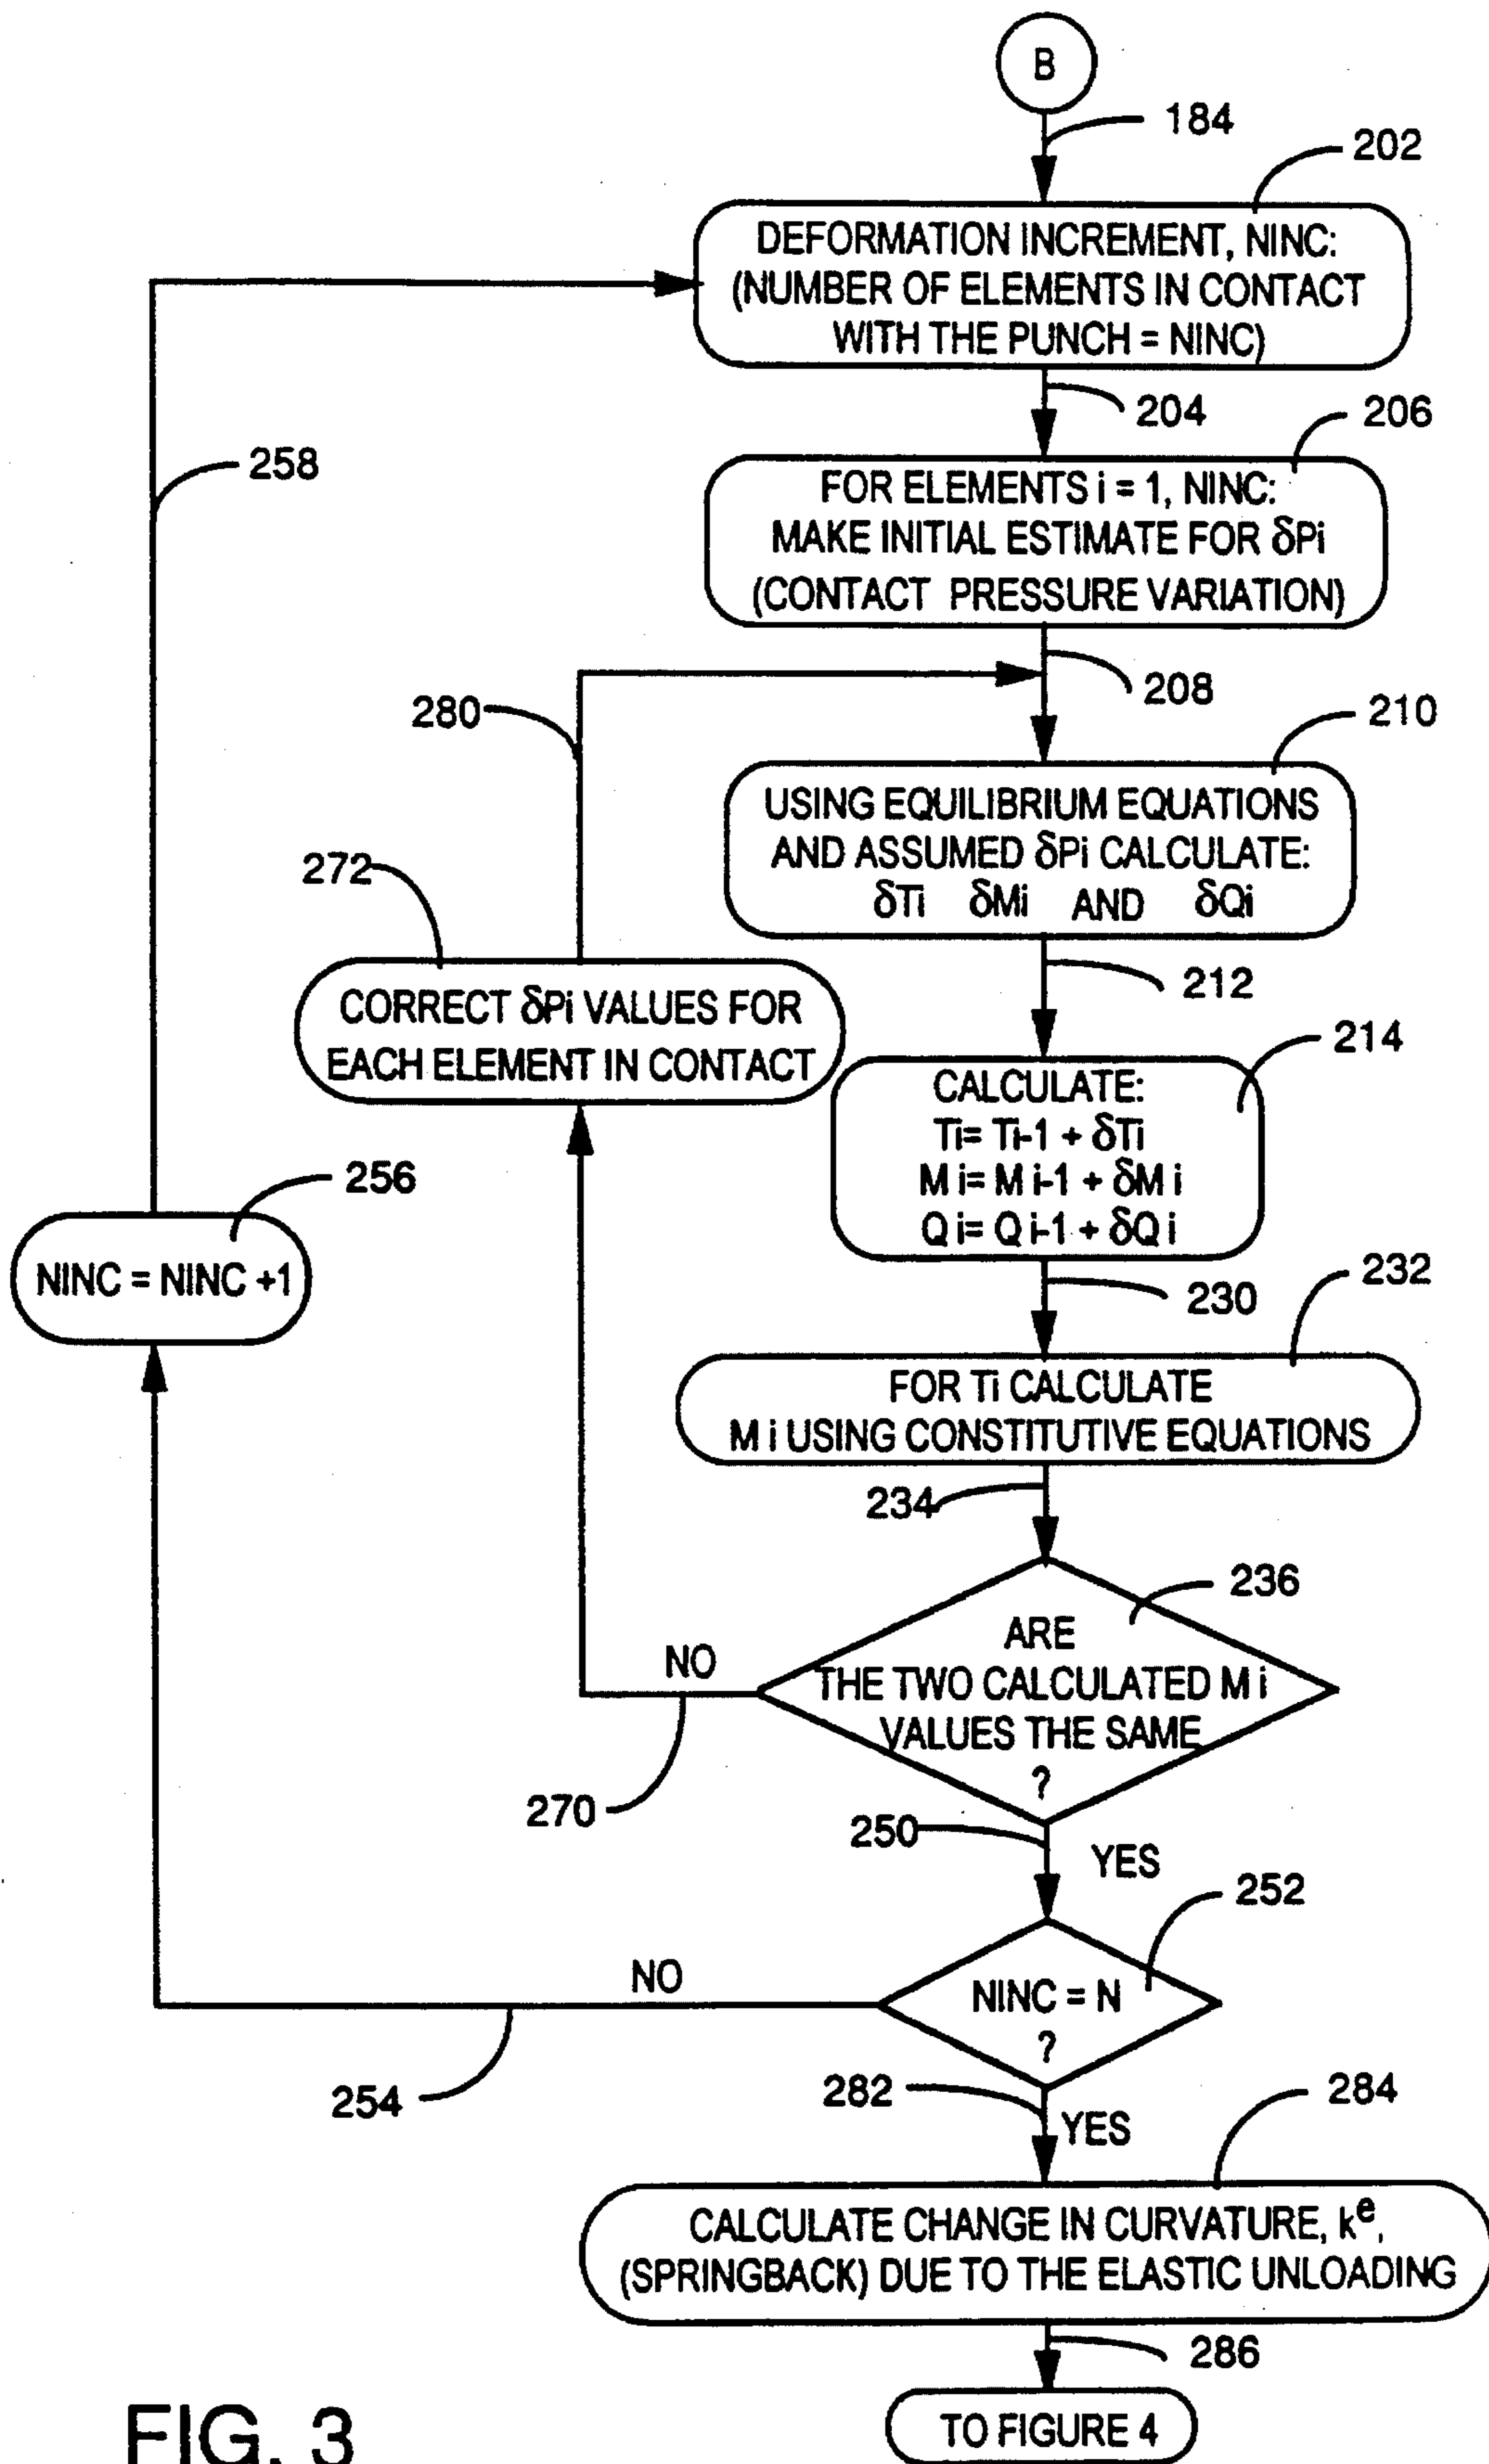 B
184
202
DEFORMATION INCREMENT, NINC:
(NUMBER OF ELEMENTS IN CONTACT
WITH THE PUNCH = NINC)
204
206
258
FOR ELEMENTS i = 1, NINC:
MAKE INITIAL ESTIMATE FOR δPi
(CONTACT PRESSURE VARIATION)
208
280
210
USING EQUILIBRIUM EQUATIONS
AND ASSUMED δPi CALCULATE:
δTi δMi AND δQi
272
212
CORRECT δPi VALUES FOR
EACH ELEMENT IN CONTACT
214
CALCULATE:
Ti= Ti-1 + δTi
M i= M i-1 + δM i
Q i= Q i-1 + δQ i
256
NINC = NINC +1
230
232
FOR Ti CALCULATE
M i USING CONSTITUTIVE EQUATIONS
234
236
ARE
THE TWO CALCULATED M i
VALUES THE SAME
?
NO
270
250
YES
252
NINC = N
?
NO
254
282
YES
284
CALCULATE CHANGE IN CURVATURE, kᵉ,
(SPRINGBACK) DUE TO THE ELASTIC UNLOADING
286
TO FIGURE 4
FIG. 3